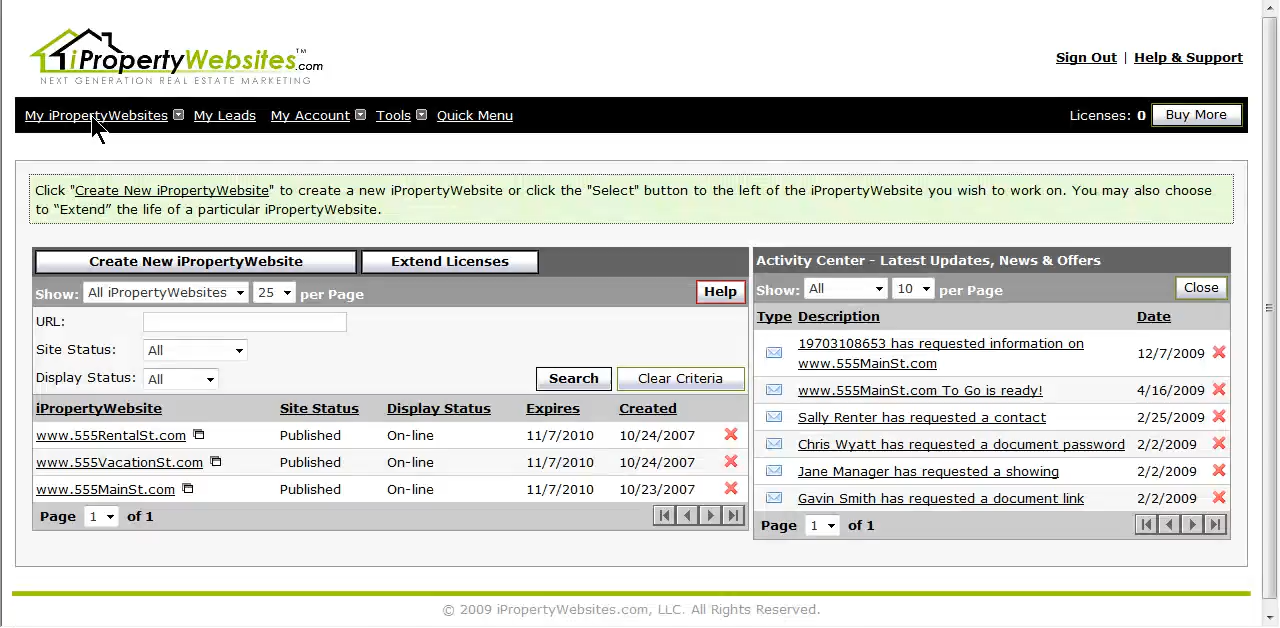 iPropertyWebsites.com™
NEXT GENERATION REAL ESTATE MARKETING
Sign Out | Help & Support
My iPropertyWebsites My Leads My Account Tools Quick Menu Licenses: 0 Buy More
Click "Create New iPropertyWebsite" to create a new iPropertyWebsite or click the "Select" button to the left of the iPropertyWebsite you wish to work on. You may also choose
to “Extend” the life of a particular iPropertyWebsite.
Create New iPropertyWebsite Extend Licenses
Show: All iPropertyWebsites 25 per Page Help
URL:
Site Status: All
Display Status: All Search Clear Criteria
iPropertyWebsite Site Status Display Status Expires Created
www.555RentalSt.com Published On-line 11/7/2010 10/24/2007
www.555VacationSt.com Published On-line 11/7/2010 10/24/2007
www.555MainSt.com Published On-line 11/7/2010 10/23/2007
Page 1 of 1
Activity Center - Latest Updates, News & Offers
Show: All 10 per Page Close
Type Description Date
19703108653 has requested information on
www.555MainSt.com 12/7/2009
www.555MainSt.com To Go is ready! 4/16/2009
Sally Renter has requested a contact 2/25/2009
Chris Wyatt has requested a document password 2/2/2009
Jane Manager has requested a showing 2/2/2009
Gavin Smith has requested a document link 2/2/2009
Page 1 of 1
© 2009 iPropertyWebsites.com, LLC. All Rights Reserved.